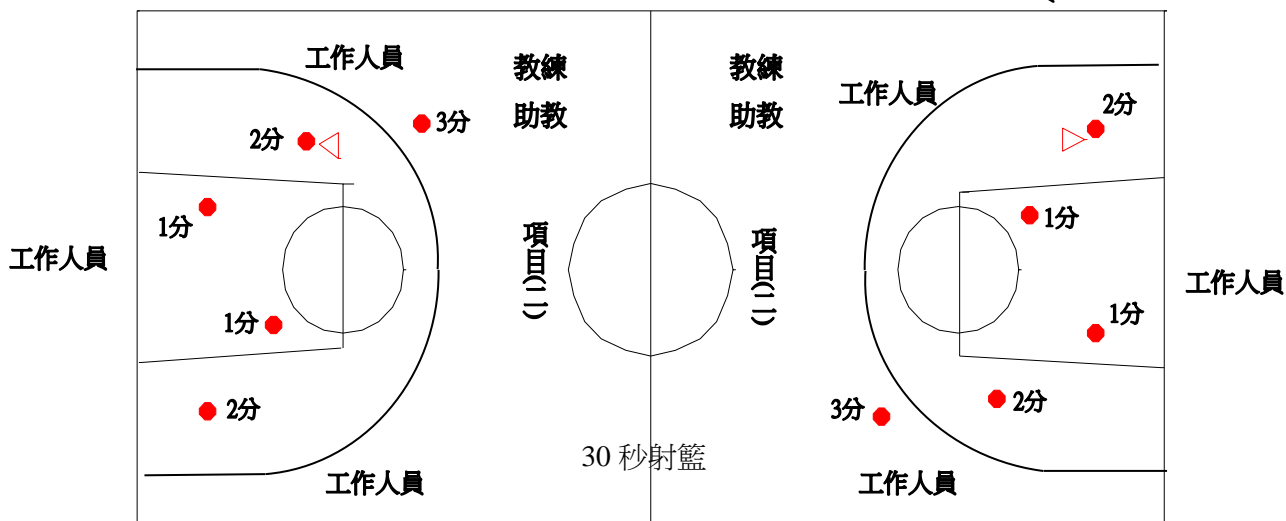 工作人員
教練
助教
3分
2分
1分
工作人員
1分
2分
工作人員
項目(二)
30 秒射籃
教練
助教
工作人員
2分
1分
項目(二)
工作人員
1分
2分
3分
工作人員